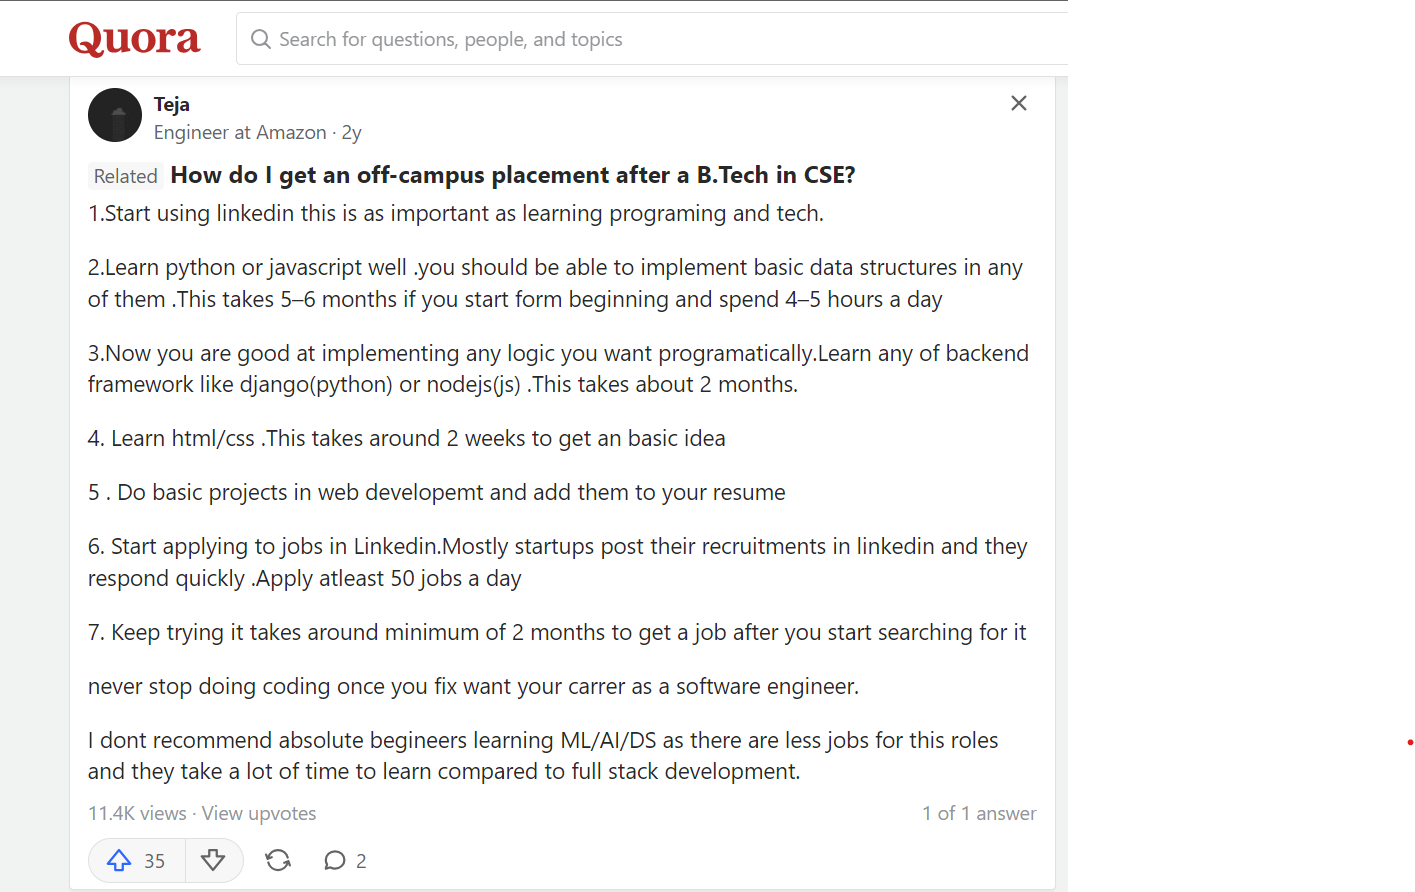 Quora
Search for questions, people, and topics
Teja
Engineer at Amazon · 2y
Related How do I get an off-campus placement after a B.Tech in CSE?
1.Start using linkedin this is as important as learning programing and tech.
2.Learn python or javascript well .you should be able to implement basic data structures in any
of them .This takes 5–6 months if you start form beginning and spend 4–5 hours a day
3.Now you are good at implementing any logic you want programatically.Learn any of backend
framework like django(python) or nodejs(js) .This takes about 2 months.
4. Learn html/css .This takes around 2 weeks to get an basic idea
5 . Do basic projects in web developemt and add them to your resume
6. Start applying to jobs in Linkedin.Mostly startups post their recruitments in linkedin and they
respond quickly .Apply atleast 50 jobs a day
7. Keep trying it takes around minimum of 2 months to get a job after you start searching for it
never stop doing coding once you fix want your carrer as a software engineer.
I dont recommend absolute begineers learning ML/AI/DS as there are less jobs for this roles
and they take a lot of time to learn compared to full stack development.
11.4K views · View upvotes
1 of 1 answer
35
2